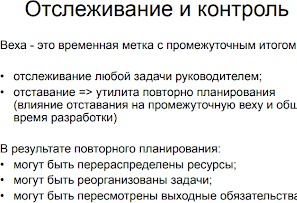 Отслеживание и контроль
Веха - это временная метка с промежуточным итогом
• отслеживание любой задачи руководителем;
• отставание => утилита повторно планирования
(влияние отставания на промежуточную веху и общ
время разработки)
В результате повторного планирования:
• могут быть перераспределены ресурсы;
• могут быть реорганизованы задачи;
• могут быть пересмотрены выходные обязательства